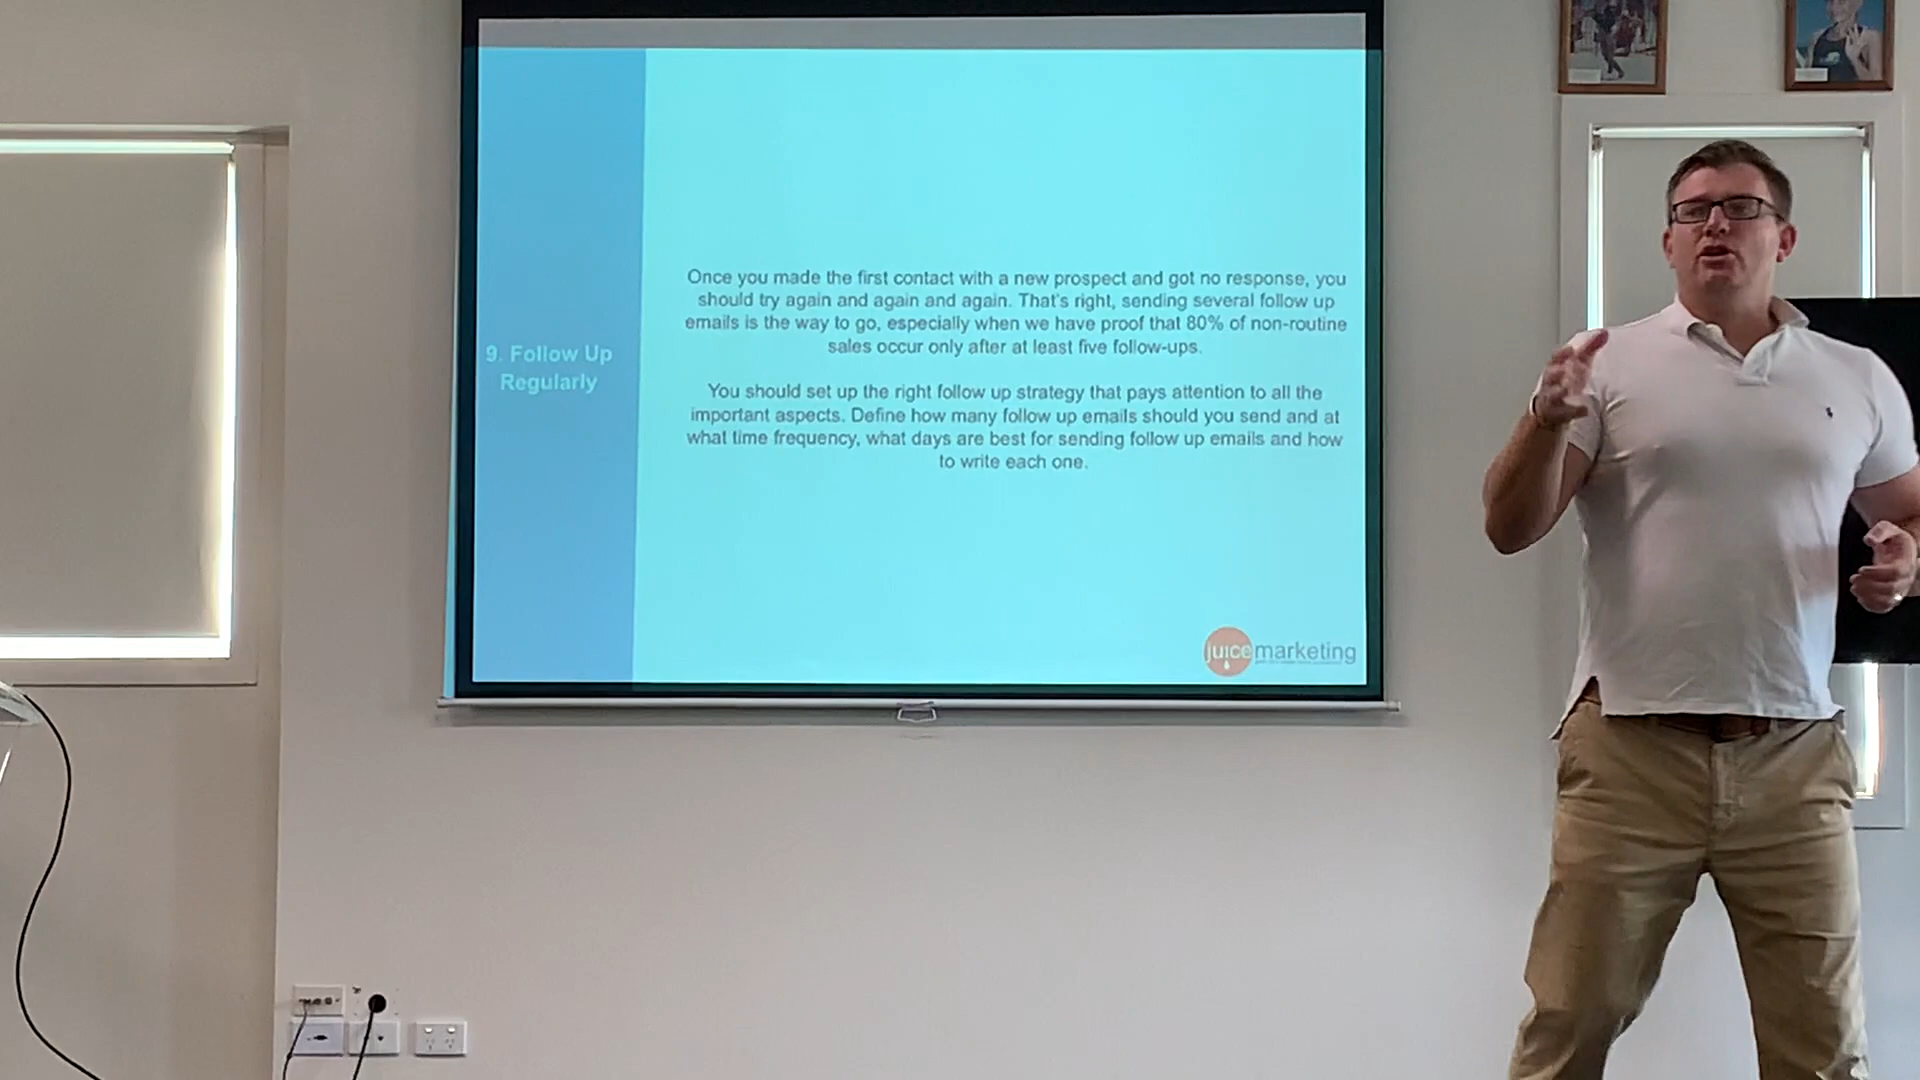 9. Follow Up
Regularly
Once you made the first contact with a new prospect and got no response, you
should try again and again and again. That's right, sending several follow up
emails is the way to go, especially when we have proof that 80% of non-routine
sales occur only after at least five follow-ups.
You should set up the right follow up strategy that pays attention to all the
important aspects. Define how many follow up emails should you send and at
what time frequency, what days are best for sending follow up emails and how
to write each one.
juicemarketing